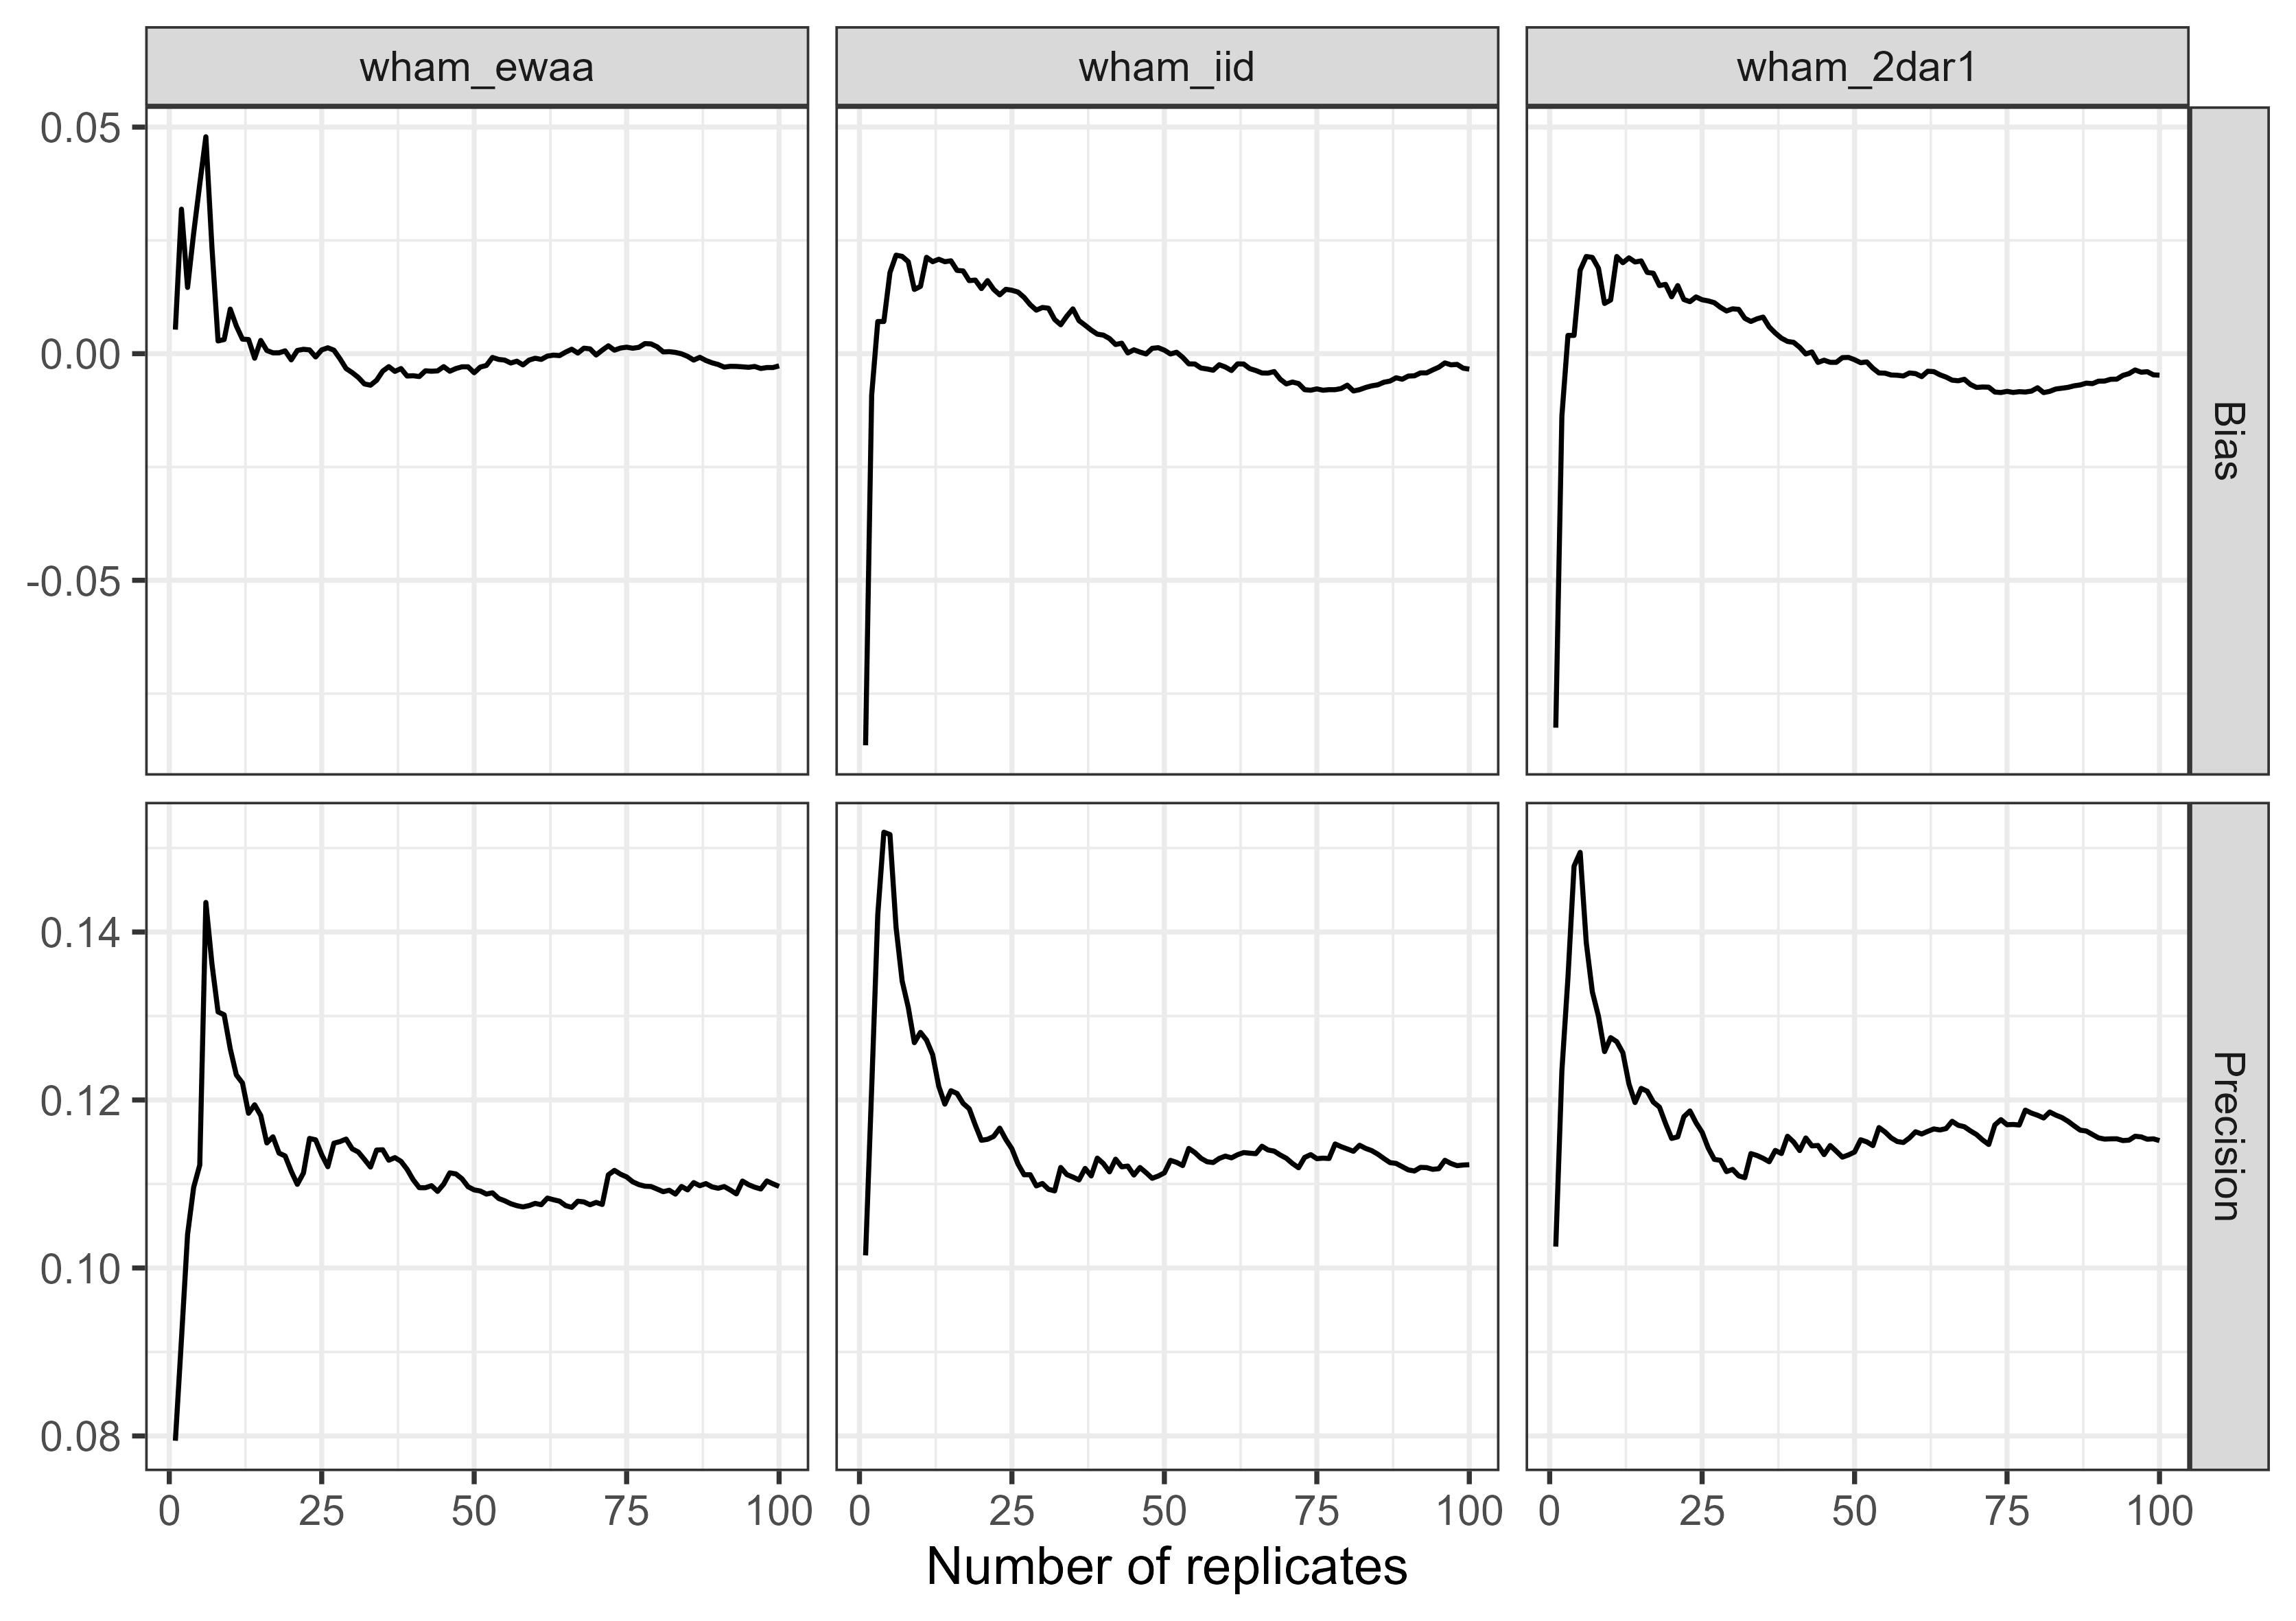 wham_ewaa wham_iid wham_2dar1
0.05
0.00
-0.05
Bias
0.14
0.12
0.10
0.08
Precision
0 25 50 75 100 0 25 50 75 100 0 25 50 75 100
Number of replicates